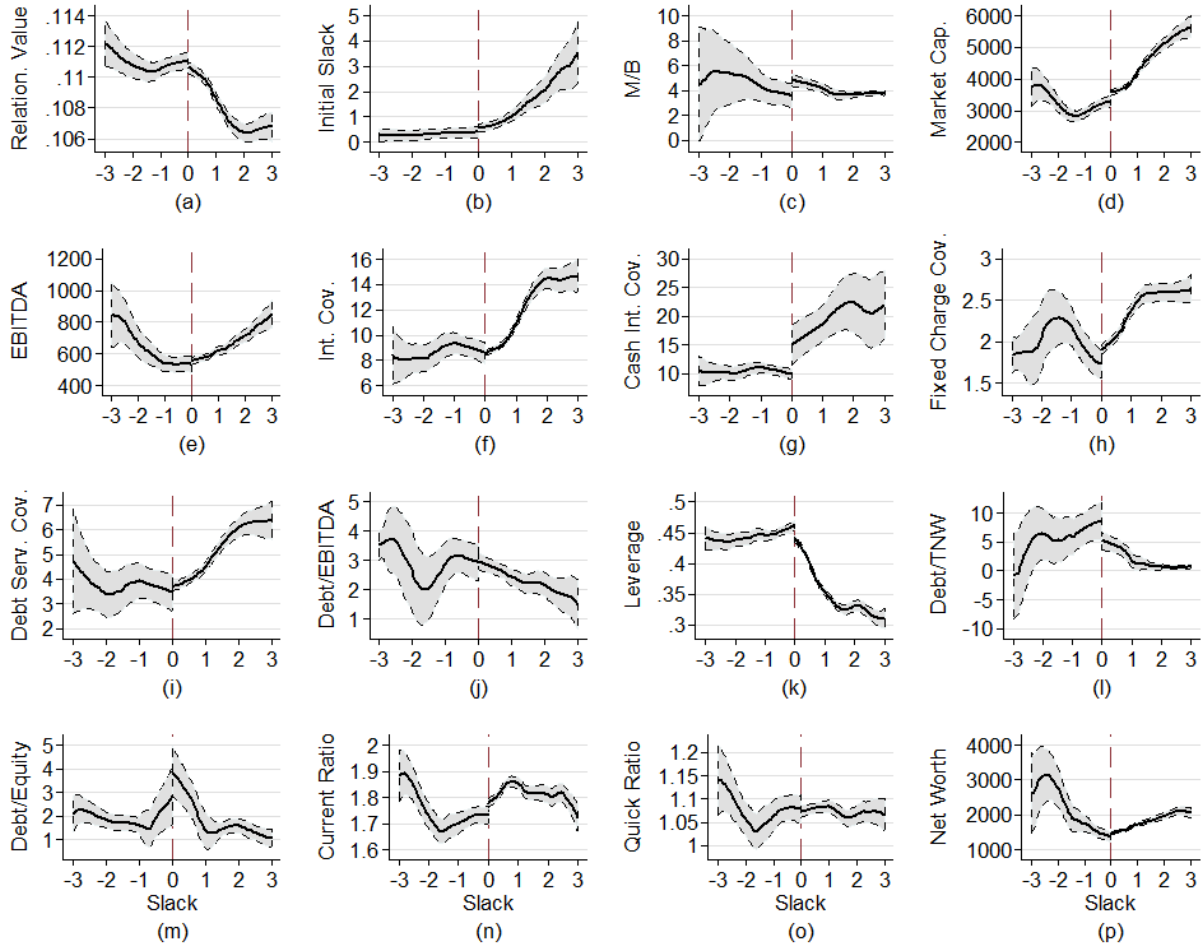 Relation. Value
.114
.112
.11
.108
.106
-3 -2 -1 0 1 2 3
(a)
Initial Slack
5
4
3
2
1
0
-3 -2 -1 0 1 2 3
(b)
M/B
10
8
6
4
2
0
-3 -2 -1 0 1 2 3
(c)
Market Cap.
6000
5000
4000
3000
2000
-3 -2 -1 0 1 2 3
(d)
EBITDA
1200
1000
800
600
400
-3 -2 -1 0 1 2 3
(e)
Int. Cov.
16
14
12
10
8
6
-3 -2 -1 0 1 2 3
(f)
Cash Int. Cov.
30
25
20
15
10
-3 -2 -1 0 1 2 3
(g)
Fixed Charge Cov.
3
2.5
2
1.5
-3 -2 -1 0 1 2 3
(h)
Debt Serv. Cov.
7
6
5
4
3
2
-3 -2 -1 0 1 2 3
(i)
Debt/EBITDA
5
4
3
2
1
-3 -2 -1 0 1 2 3
(j)
Leverage
.5
.45
.4
.35
.3
-3 -2 -1 0 1 2 3
(k)
Debt/TNW
10
5
0
-5
-10
-3 -2 -1 0 1 2 3
(l)
Debt/Equity
5
4
3
2
1
-3 -2 -1 0 1 2 3
Slack
(m)
Current Ratio
2
1.9
1.8
1.7
1.6
-3 -2 -1 0 1 2 3
Slack
(n)
Quick Ratio
1.2
1.15
1.1
1.05
1
-3 -2 -1 0 1 2 3
Slack
(o)
Net Worth
4000
3000
2000
1000
-3 -2 -1 0 1 2 3
Slack
(p)